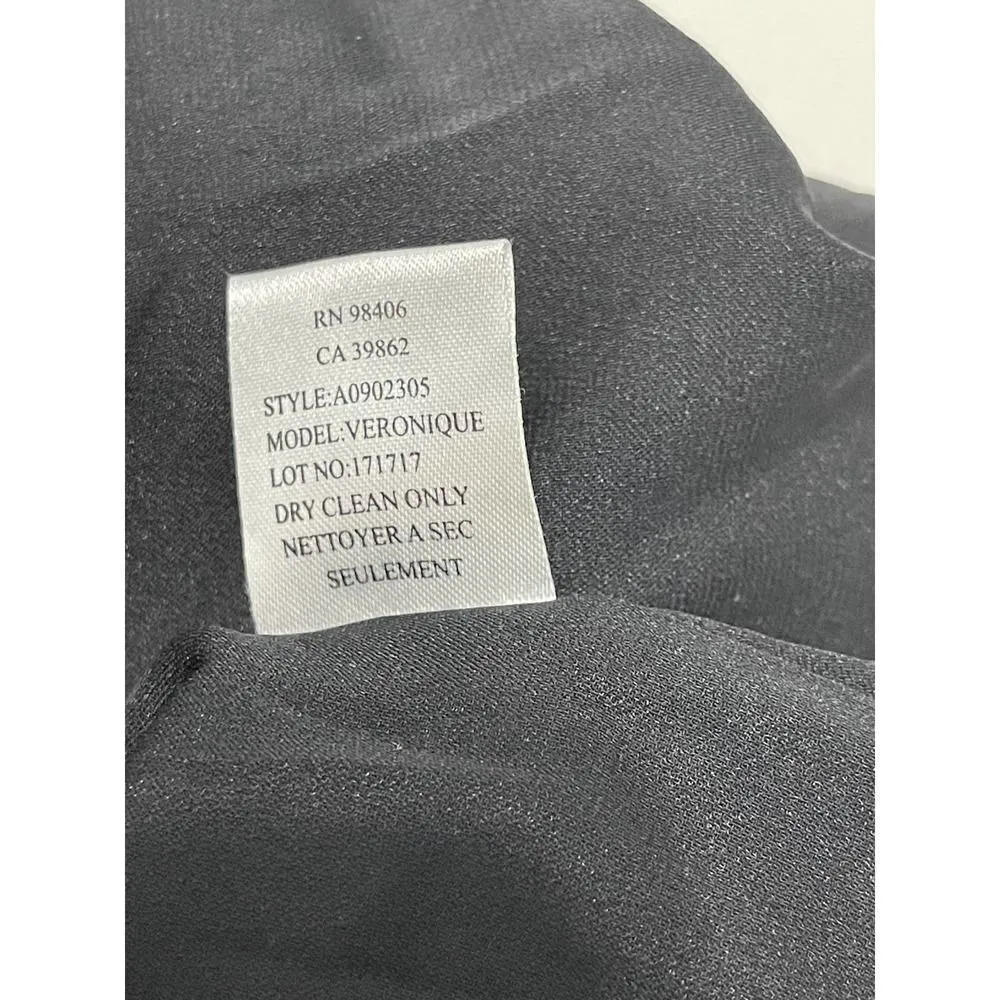 RN 98406
CA 39862
STYLE:A0902305
MODEL:VERONIQUE
LOT NO:171717
DRY CLEAN ONLY
NETTOYER A SEC
SEULEMENT